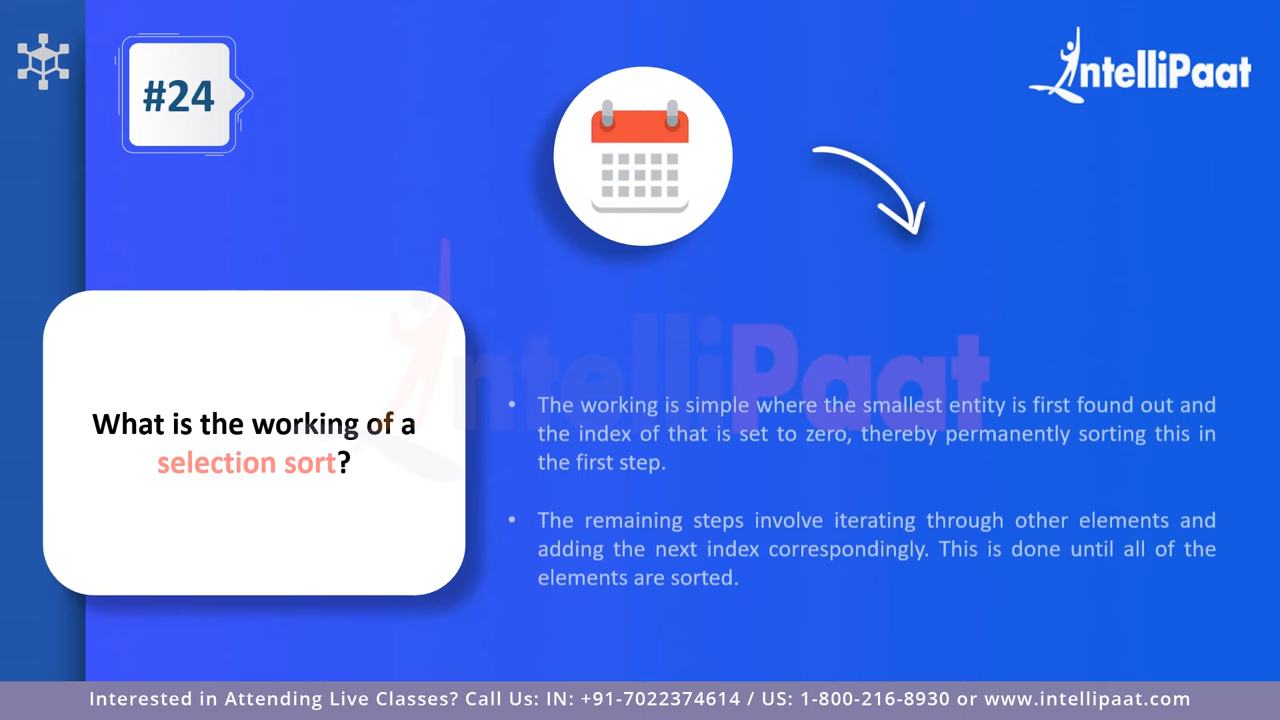 #24
IntelliPaat
What is the working of a
selection sort?
IntelliPaat
• The working is simple where the smallest entity is first found out and
the index of that is set to zero, thereby permanently sorting this in
the first step.
• The remaining steps involve iterating through other elements and
adding the next index correspondingly. This is done until all of the
elements are sorted.
Interested in Attending Live Classes? Call Us: IN: +91-7022374614 / US: 1-800-216-8930 or www.intellipaat.com